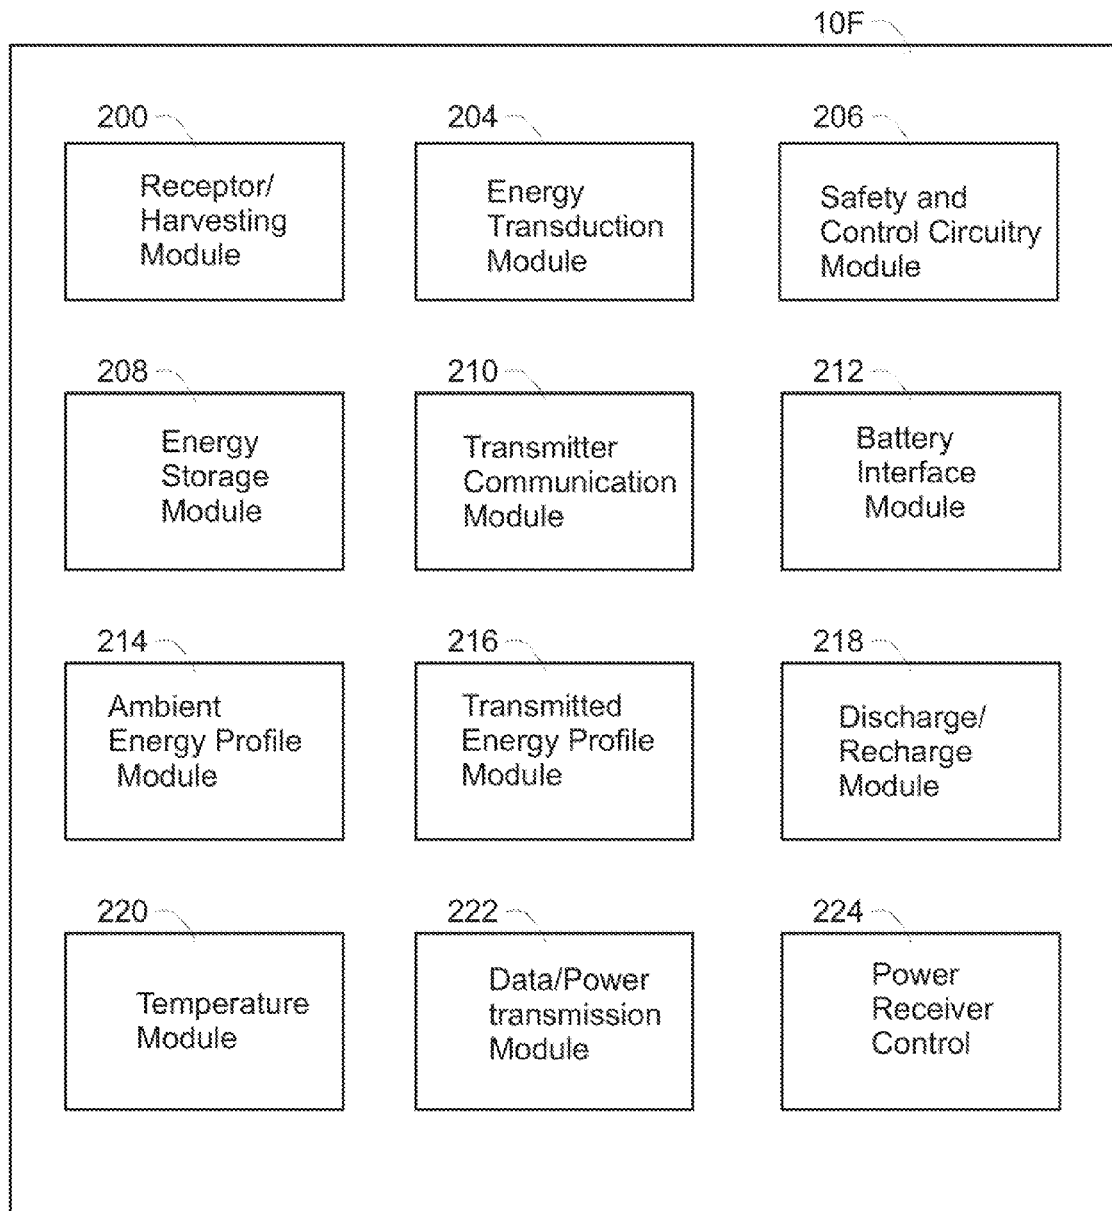 10F
200
Receptor/
Harvesting
Module
204
Energy
Transduction
Module
206
Safety and
Control Circuitry
Module
208
Energy
Storage
Module
210
Transmitter
Communication
Module
212
Battery
Interface
Module
214
Ambient
Energy Profile
Module
216
Transmitted
Energy Profile
Module
218
Discharge/
Recharge
Module
220
Temperature
Module
222
Data/Power
transmission
Module
224
Power
Receiver
Control